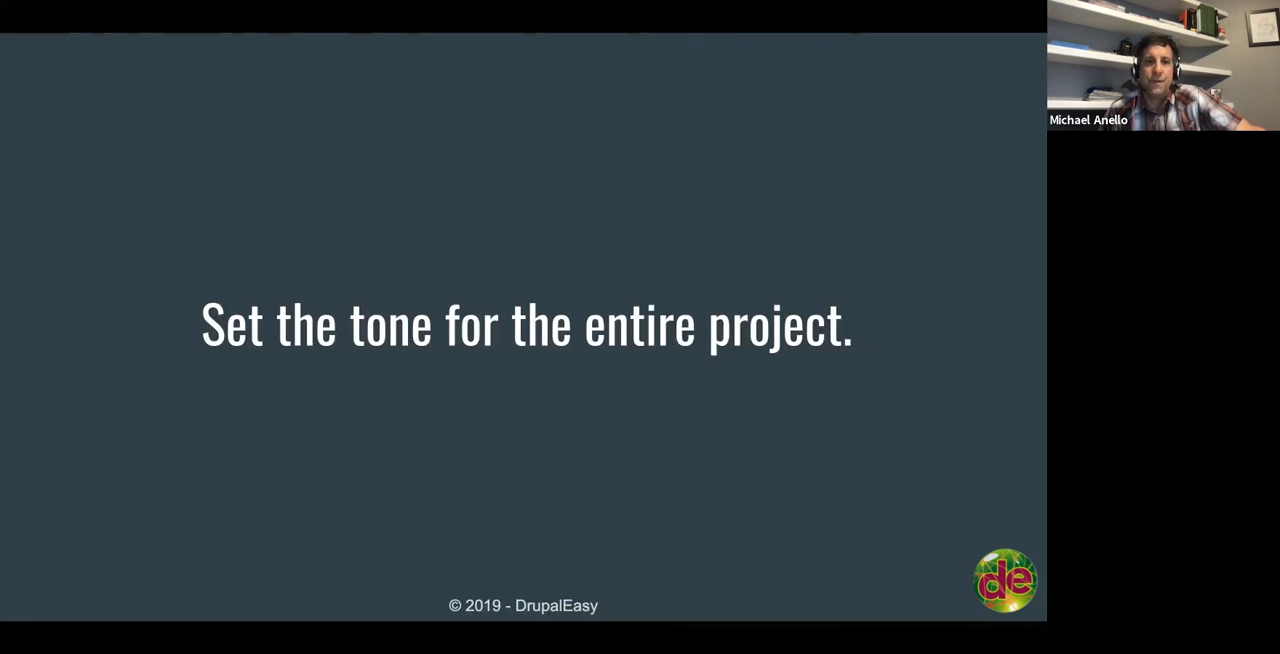 Michael Anello
Set the tone for the entire project.
de
© 2019 - DrupalEasy